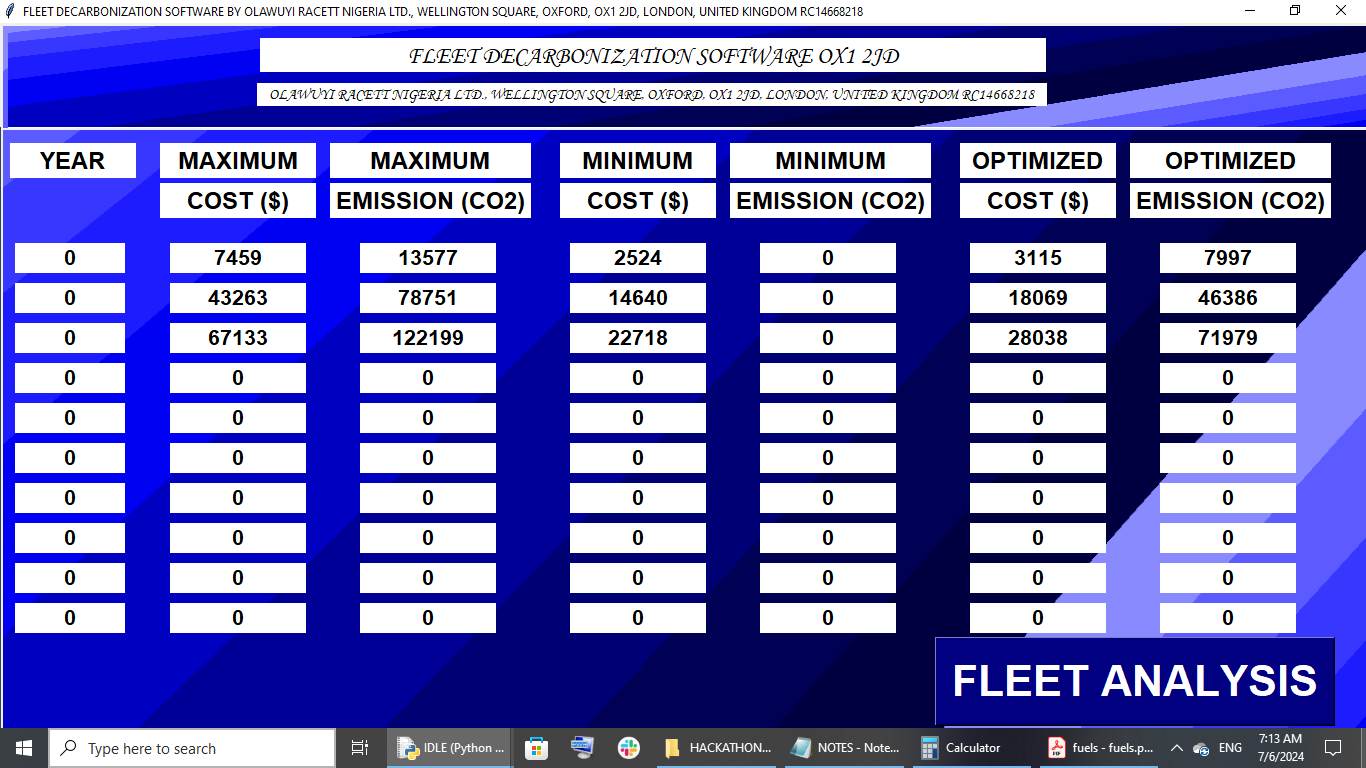 FLEET DECARBONIZATION SOFTWARE BY OLAWUYI RACETT NIGERIA LTD., WELLINGTON SQUARE, OXFORD, OX1 2JD, LONDON, UNITED KINGDOM RC14668218
FLEET DECARBONIZATION SOFTWARE OX1 2JD
OLAWUYI RACETT NIGERIA LTD., WELLINGTON SQUARE, OXFORD, OX1 2JD, LONDON, UNITED KINGDOM RC14668218
YEAR MAXIMUM MAXIMUM MINIMUM MINIMUM OPTIMIZED OPTIMIZED
COST ($) EMISSION (CO2) COST ($) EMISSION (CO2) COST ($) EMISSION (CO2)
0 7459 13577 2524 0 3115 7997
0 43263 78751 14640 0 18069 46386
0 67133 122199 22718 0 28038 71979
0 0 0 0 0 0 0
0 0 0 0 0 0 0
0 0 0 0 0 0 0
0 0 0 0 0 0 0
0 0 0 0 0 0 0
0 0 0 0 0 0 0
0 0 0 0 0 0 0
FLEET ANALYSIS
Type here to search IDLE (Python ... HACKATHON... NOTES - Note... Calculator fuels - fuels.p... ENG 7:13 AM
7/6/2024